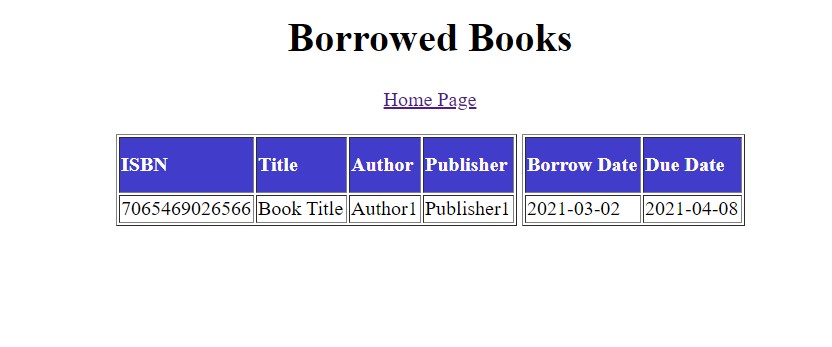 Borrowed Books
Home Page
ISBN Title Author Publisher Borrow Date Due Date
7065469026566 Book Title Author1 Publisher1 2021-03-02 2021-04-08